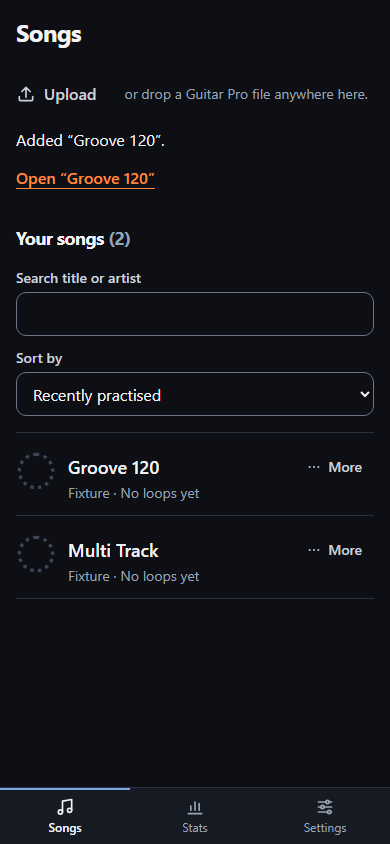 Songs
Upload or drop a Guitar Pro file anywhere here.
Added “Groove 120”.
Open “Groove 120”
Your songs (2)
Search title or artist
Sort by
Recently practised
Groove 120 ··· More
Fixture · No loops yet
Multi Track ··· More
Fixture · No loops yet
Songs Stats Settings